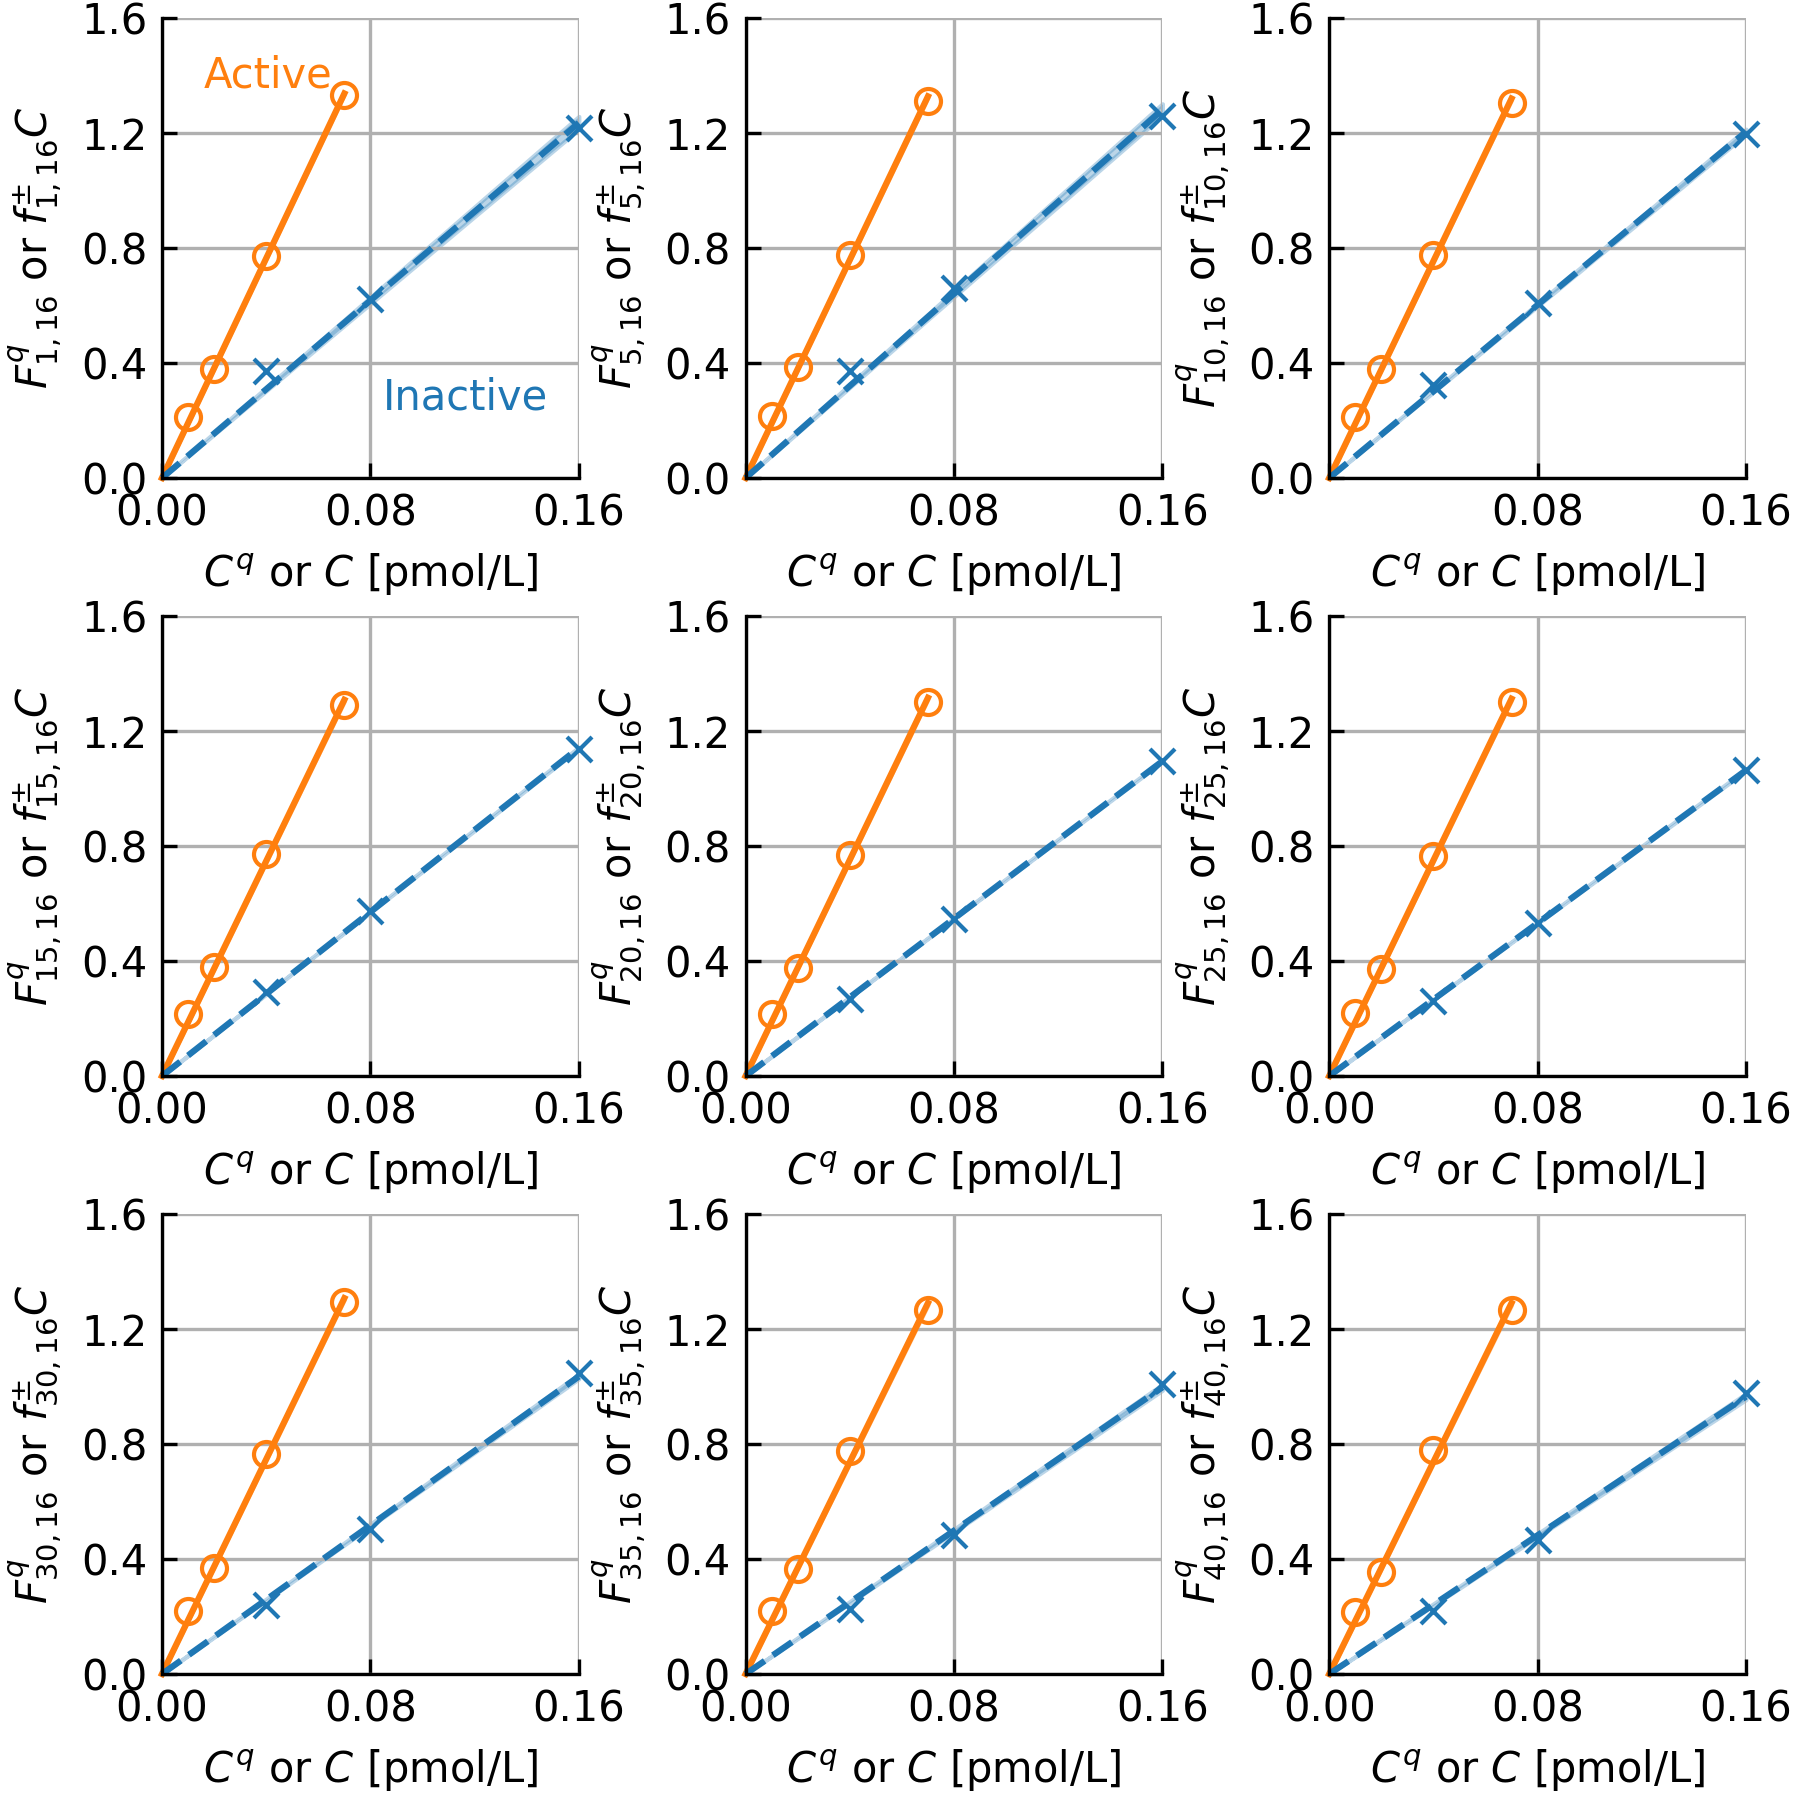 F^q_{1,16} or f^±_{1,16}C
1.6
1.2
0.8
0.4
0.0
Active
Inactive
0.00 0.08 0.16
C^q or C [pmol/L]
F^q_{5,16} or f^±_{5,16}C
1.6
1.2
0.8
0.4
0.0
0.00 0.08 0.16
C^q or C [pmol/L]
F^q_{10,16} or f^±_{10,16}C
1.6
1.2
0.8
0.4
0.0
0.00 0.08 0.16
C^q or C [pmol/L]
F^q_{15,16} or f^±_{15,16}C
1.6
1.2
0.8
0.4
0.0
0.00 0.08 0.16
C^q or C [pmol/L]
F^q_{20,16} or f^±_{20,16}C
1.6
1.2
0.8
0.4
0.0
0.00 0.08 0.16
C^q or C [pmol/L]
F^q_{25,16} or f^±_{25,16}C
1.6
1.2
0.8
0.4
0.0
0.00 0.08 0.16
C^q or C [pmol/L]
F^q_{30,16} or f^±_{30,16}C
1.6
1.2
0.8
0.4
0.0
0.00 0.08 0.16
C^q or C [pmol/L]
F^q_{35,16} or f^±_{35,16}C
1.6
1.2
0.8
0.4
0.0
0.00 0.08 0.16
C^q or C [pmol/L]
F^q_{40,16} or f^±_{40,16}C
1.6
1.2
0.8
0.4
0.0
0.00 0.08 0.16
C^q or C [pmol/L]